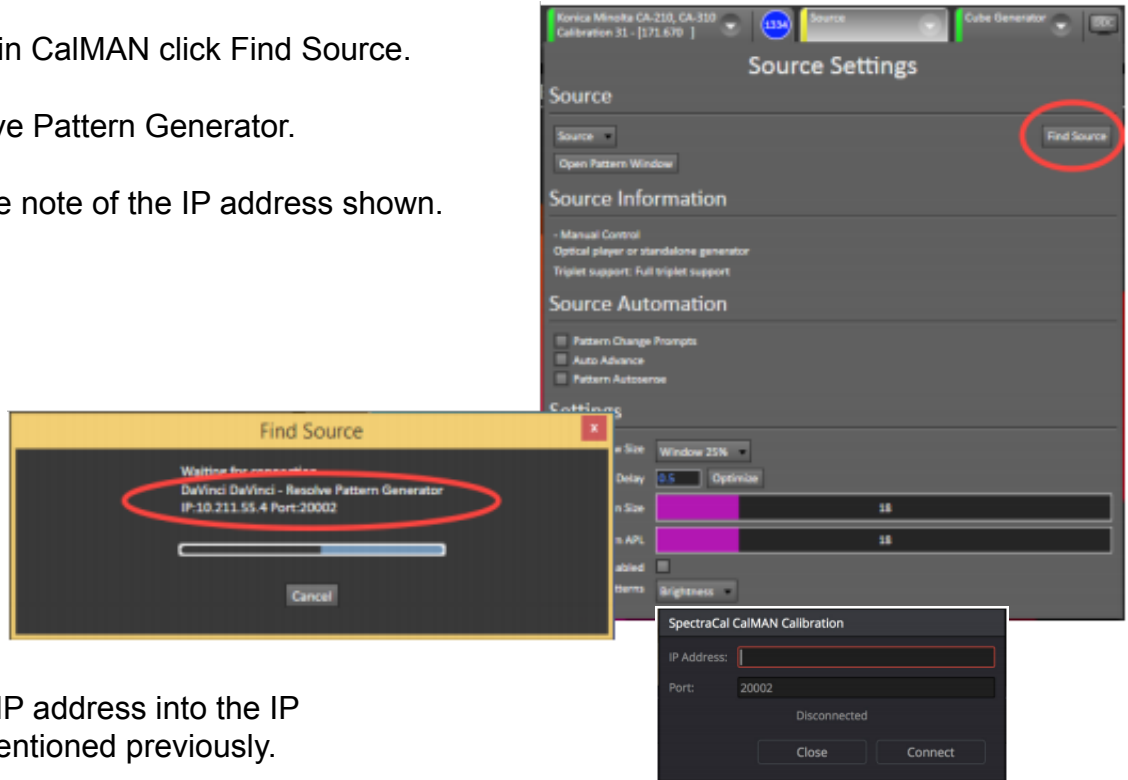 in CalMAN click Find Source.
ve Pattern Generator.
e note of the IP address shown.
Konica Minolta CA-210, CA-310
Calibration 31 - [171.670 ]
1334
Source
Cube Generator
DDC
Source Settings
Source
Source
Find Source
Open Pattern Window
Source Information
- Manual Control
Optical player or standalone generator
Triplet support: Full triplet support
Source Automation
Pattern Change Prompts
Auto Advance
Pattern Autosense
Settings
w Size Window 25%
Delay 0.5 Optimize
n Size 18
n APL 18
abled
tterns Brightness
Find Source
x
Waiting for connection
DaVinci DaVinci - Resolve Pattern Generator
IP:10.211.55.4 Port:20002
Cancel
SpectraCal CalMAN Calibration
IP Address:
Port: 20002
Disconnected
Close Connect
IP address into the IP
entioned previously.